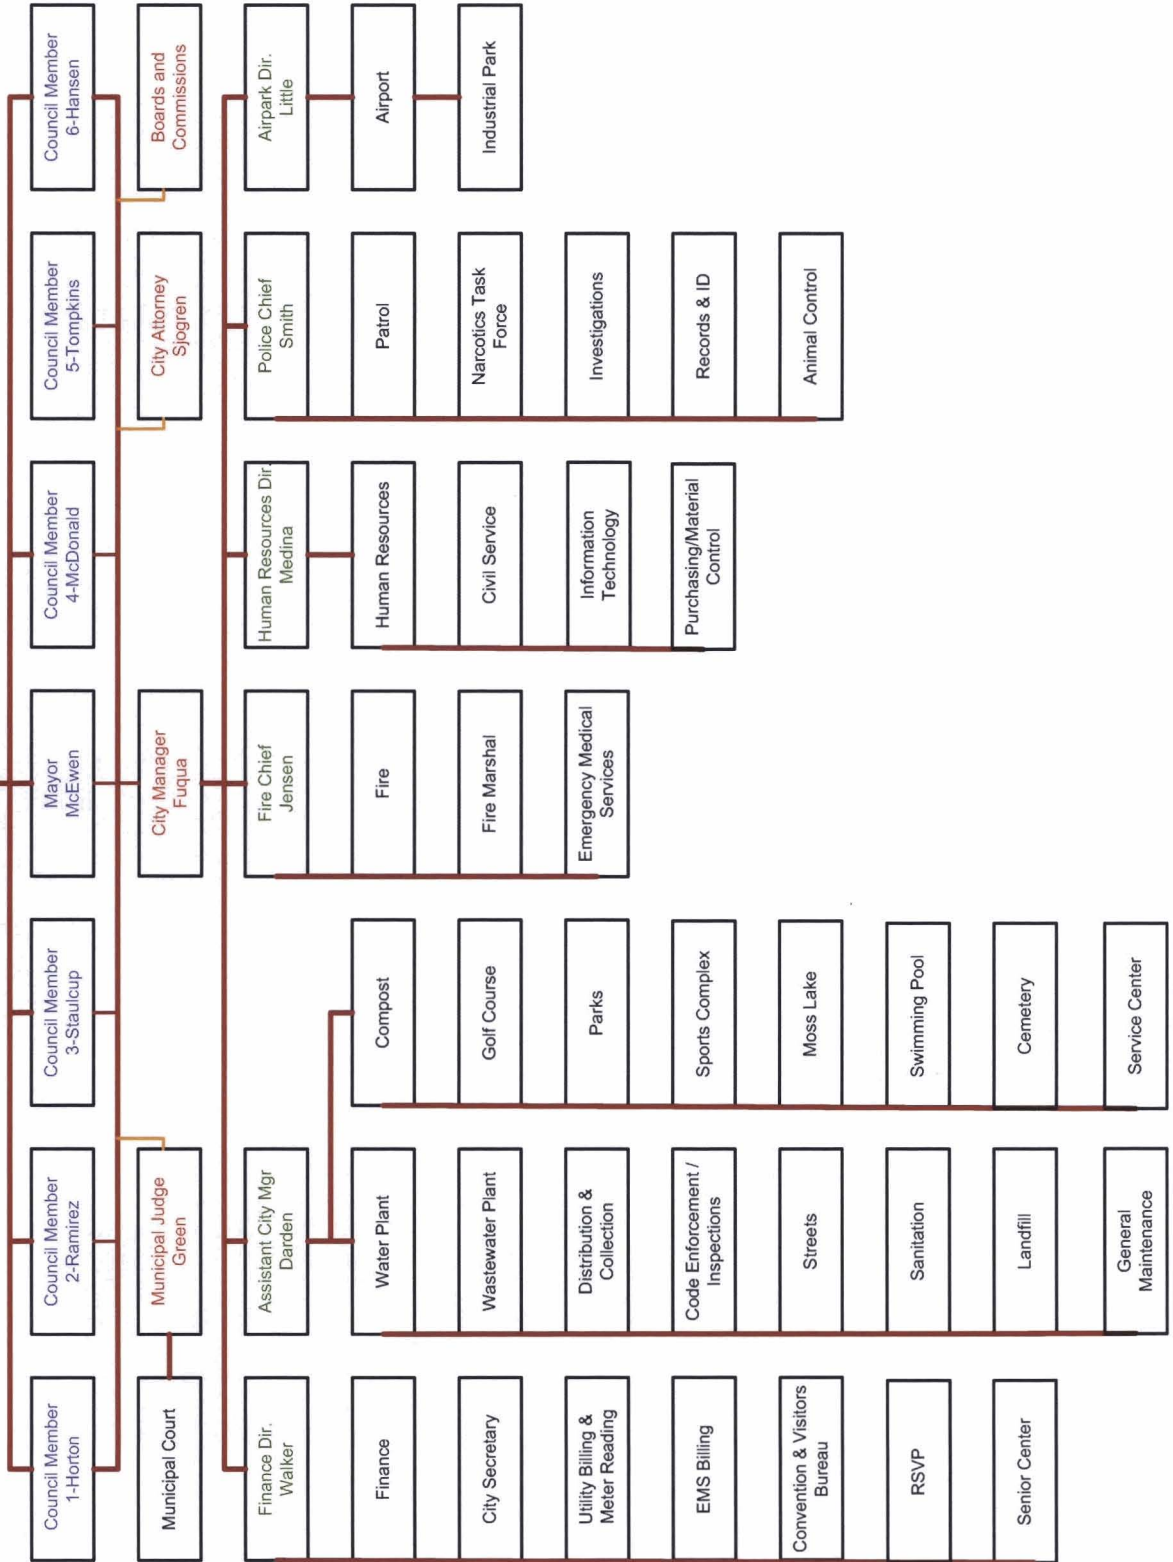 Council Member
1-Horton
Council Member
2-Ramirez
Council Member
3-Staulcup
Mayor
McEwen
Council Member
4-McDonald
Council Member
5-Tompkins
Council Member
6-Hansen
Municipal Court
Municipal Judge
Green
City Manager
Fuqua
City Attorney
Sjogren
Boards and
Commissions
Finance Dir.
Walker
Assistant City Mgr
Darden
Fire Chief
Jensen
Human Resources Dir.
Medina
Police Chief
Smith
Airpark Dir.
Little
Finance
City Secretary
Utility Billing &
Meter Reading
EMS Billing
Convention & Visitors
Bureau
RSVP
Senior Center
Water Plant
Wastewater Plant
Distribution &
Collection
Code Enforcement /
Inspections
Streets
Sanitation
Landfill
General
Maintenance
Compost
Golf Course
Parks
Sports Complex
Moss Lake
Swimming Pool
Cemetery
Service Center
Fire
Fire Marshal
Emergency Medical
Services
Human Resources
Civil Service
Information
Technology
Purchasing/Material
Control
Patrol
Narcotics Task
Force
Investigations
Records & ID
Animal Control
Airport
Industrial Park